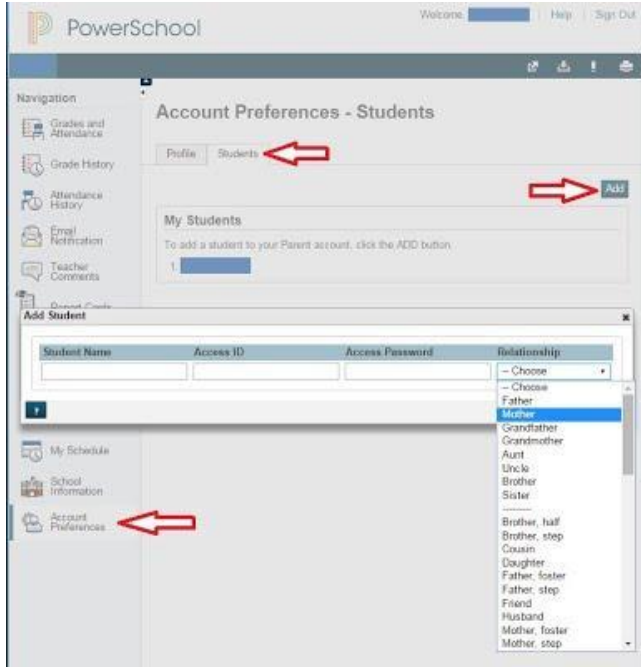 Welcome,
Help
Sign Out
PowerSchool
Navigation
Grades and
Attendance
Grade History
Attendance
History
Email
Notification
Teacher
Comments
Report Cards
My Schedule
School
Information
Account
Preferences
Account Preferences - Students
Profile
Students
Add
My Students
To add a student to your Parent account, click the ADD button.
1.
Add Student
Student Name
Access ID
Access Password
Relationship
-- Choose
-- Choose
Father
Mother
Grandfather
Grandmother
Aunt
Uncle
Brother
Sister
---------
Brother, half
Brother, step
Cousin
Daughter
Father, foster
Father, step
Friend
Husband
Mother, foster
Mother, step